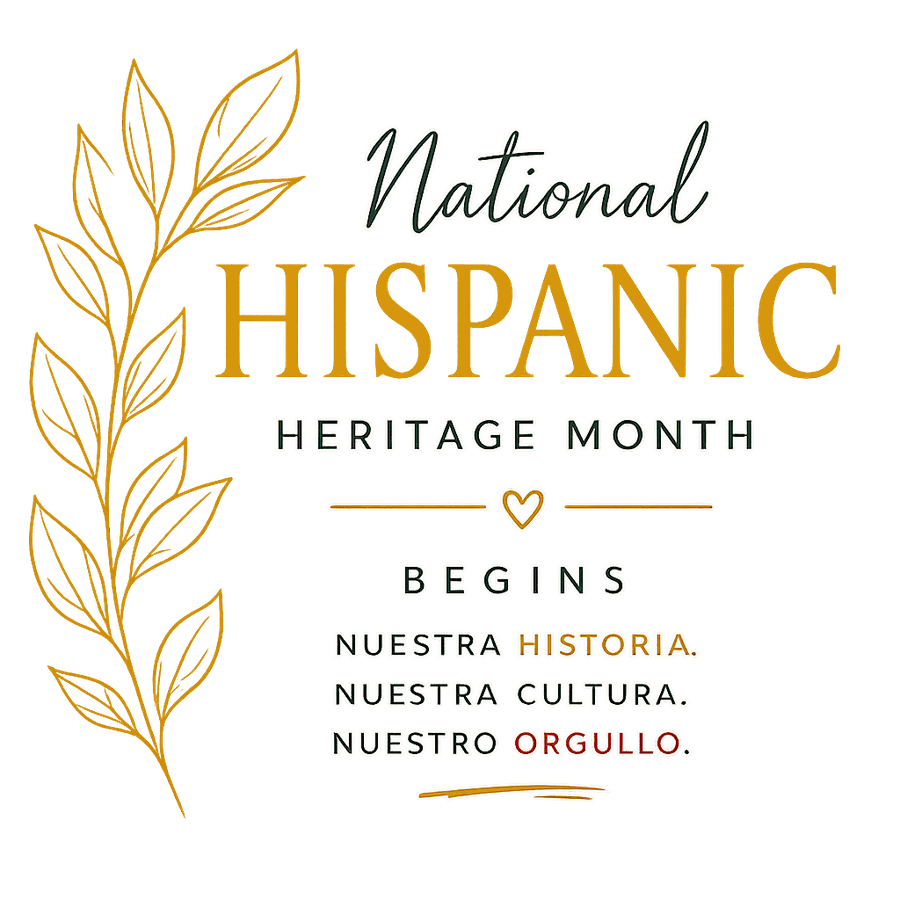 National
HISPANIC
HERITAGE MONTH
BEGINS
NUESTRA HISTORIA.
NUESTRA CULTURA.
NUESTRO ORGULLO.